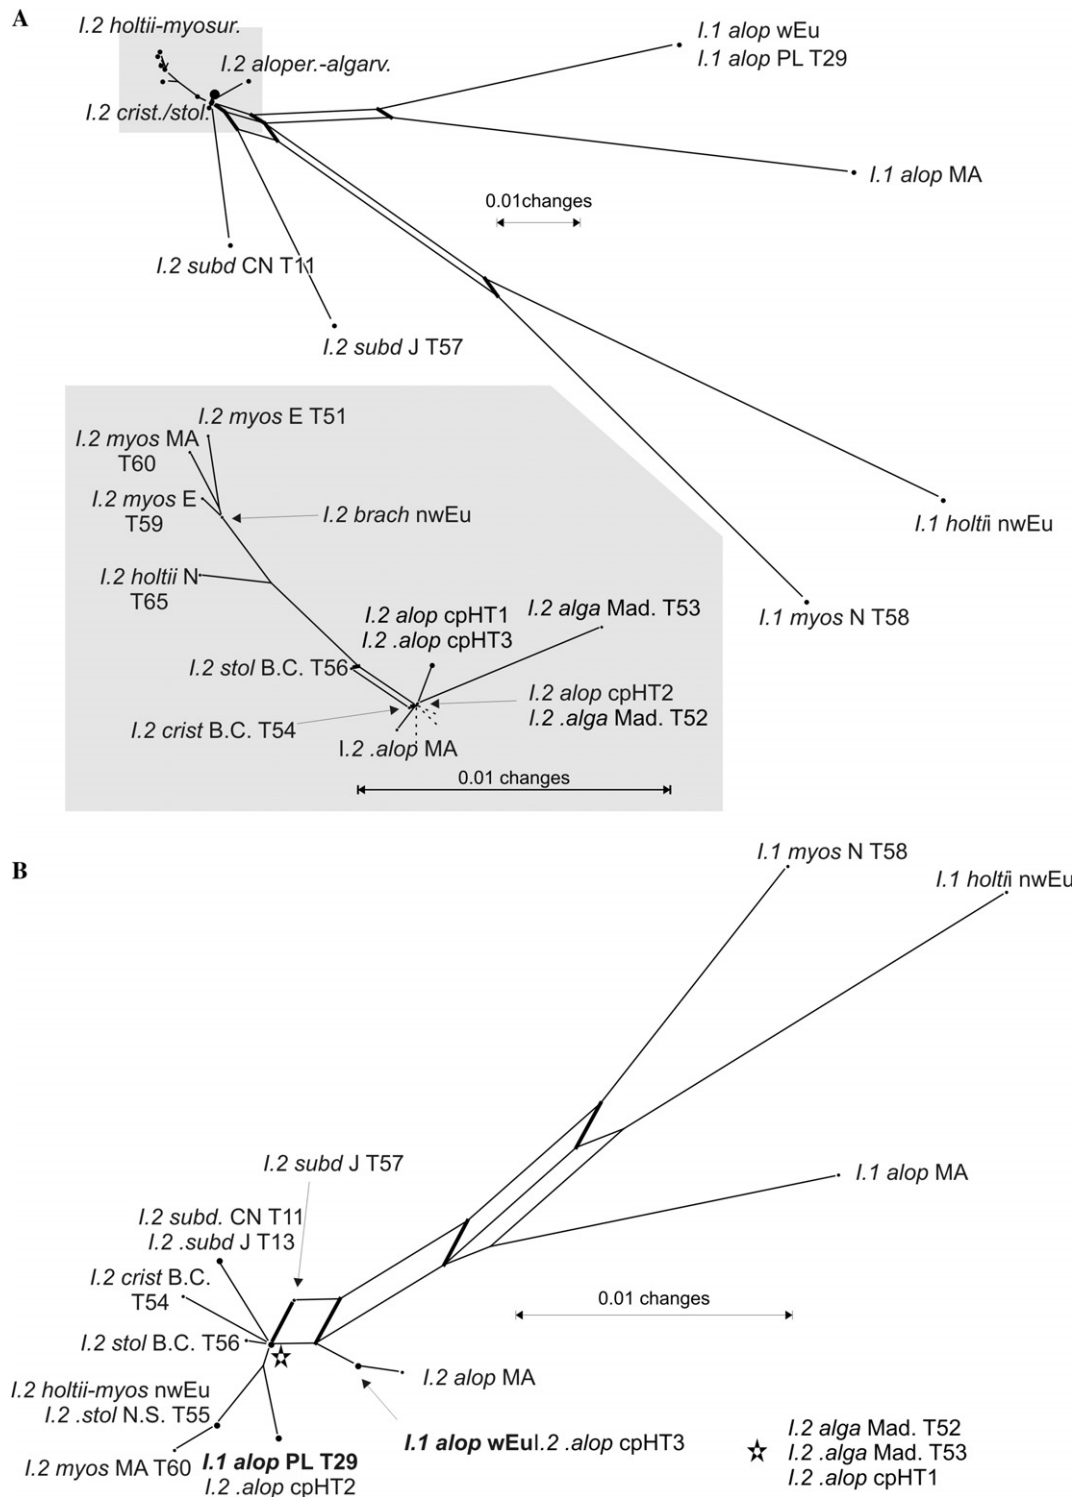 A
I.2 holtii-myosur.
I.2 aloper.-algarv.
I.2 crist./stol.
I.1 alop wEu
I.1 alop PL T29
I.1 alop MA
0.01changes
I.2 subd CN T11
I.2 subd J T57
I.1 holtii nwEu
I.1 myos N T58
I.2 myos E T51
I.2 myos MA
T60
I.2 myos E
T59
I.2 brach nwEu
I.2 holtii N
T65
I.2 alop cpHT1
I.2 .alop cpHT3
I.2 alga Mad. T53
I.2 stol B.C. T56
I.2 alop cpHT2
I.2 .alga Mad. T52
I.2 crist B.C. T54
I.2 .alop MA
0.01 changes
B
I.1 myos N T58
I.1 holtii nwEu
I.2 subd J T57
I.1 alop MA
I.2 subd. CN T11
I.2 .subd J T13
I.2 crist B.C.
T54
0.01 changes
I.2 stol B.C. T56
I.2 alop MA
I.2 holtii-myos nwEu
I.2 .stol N.S. T55
I.1 alop wEuI.2 .alop cpHT3
I.2 myos MA T60
I.1 alop PL T29
I.2 .alop cpHT2
I.2 alga Mad. T52
I.2 .alga Mad. T53
I.2 .alop cpHT1